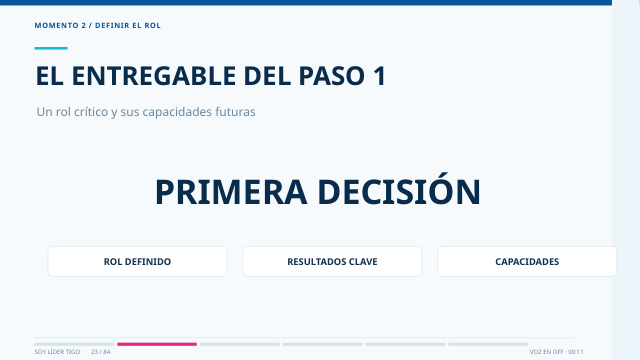 MOMENTO 2 / DEFINIR EL ROL
EL ENTREGABLE DEL PASO 1
Un rol crítico y sus capacidades futuras
PRIMERA DECISIÓN
ROL DEFINIDO
RESULTADOS CLAVE
CAPACIDADES
SOY LÍDER TIGO · 23 / 84
VOZ EN OFF · 00:11